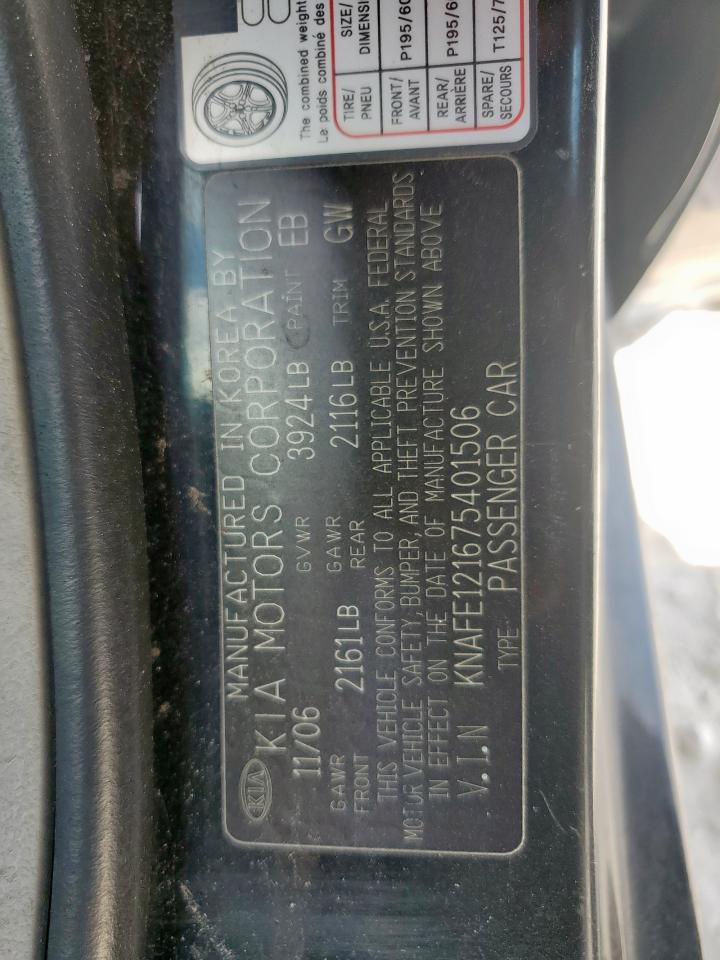 The combined weight
Le poids combiné des
TIRE/ PNEU SIZE/ DIMENSI
FRONT/ AVANT P195/60
REAR/ ARRIÈRE P195/6
SPARE/ SECOURS T125/7
KIA
MANUFACTURED IN KOREA BY
KIA MOTORS CORPORATION
11/06 GVWR 3924LB PAINT EB
GAWR FRONT 2161LB GAWR REAR 2116LB TRIM GW
THIS VEHICLE CONFORMS TO ALL APPLICABLE U.S.A. FEDERAL
MOTOR VEHICLE SAFETY, BUMPER, AND THEFT PREVENTION STANDARDS
IN EFFECT ON THE DATE OF MANUFACTURE SHOWN ABOVE
V.I.N KNAFE121675401506
TYPE: PASSENGER CAR